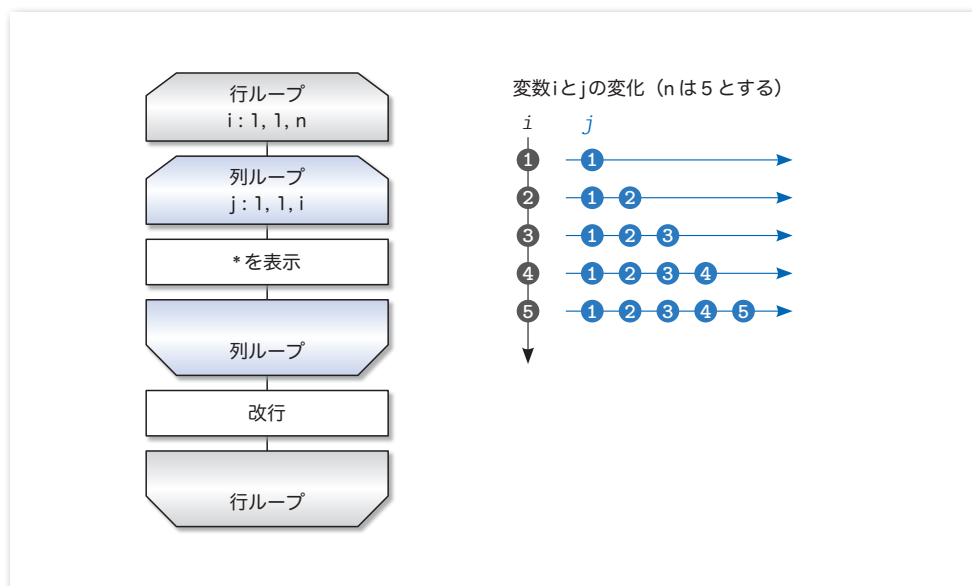 行ループ
i : 1, 1, n
列ループ
j : 1, 1, i
*を表示
列ループ
改行
行ループ
変数iとjの変化（nは5とする）
i j
1 1
2 1 2
3 1 2 3
4 1 2 3 4
5 1 2 3 4 5